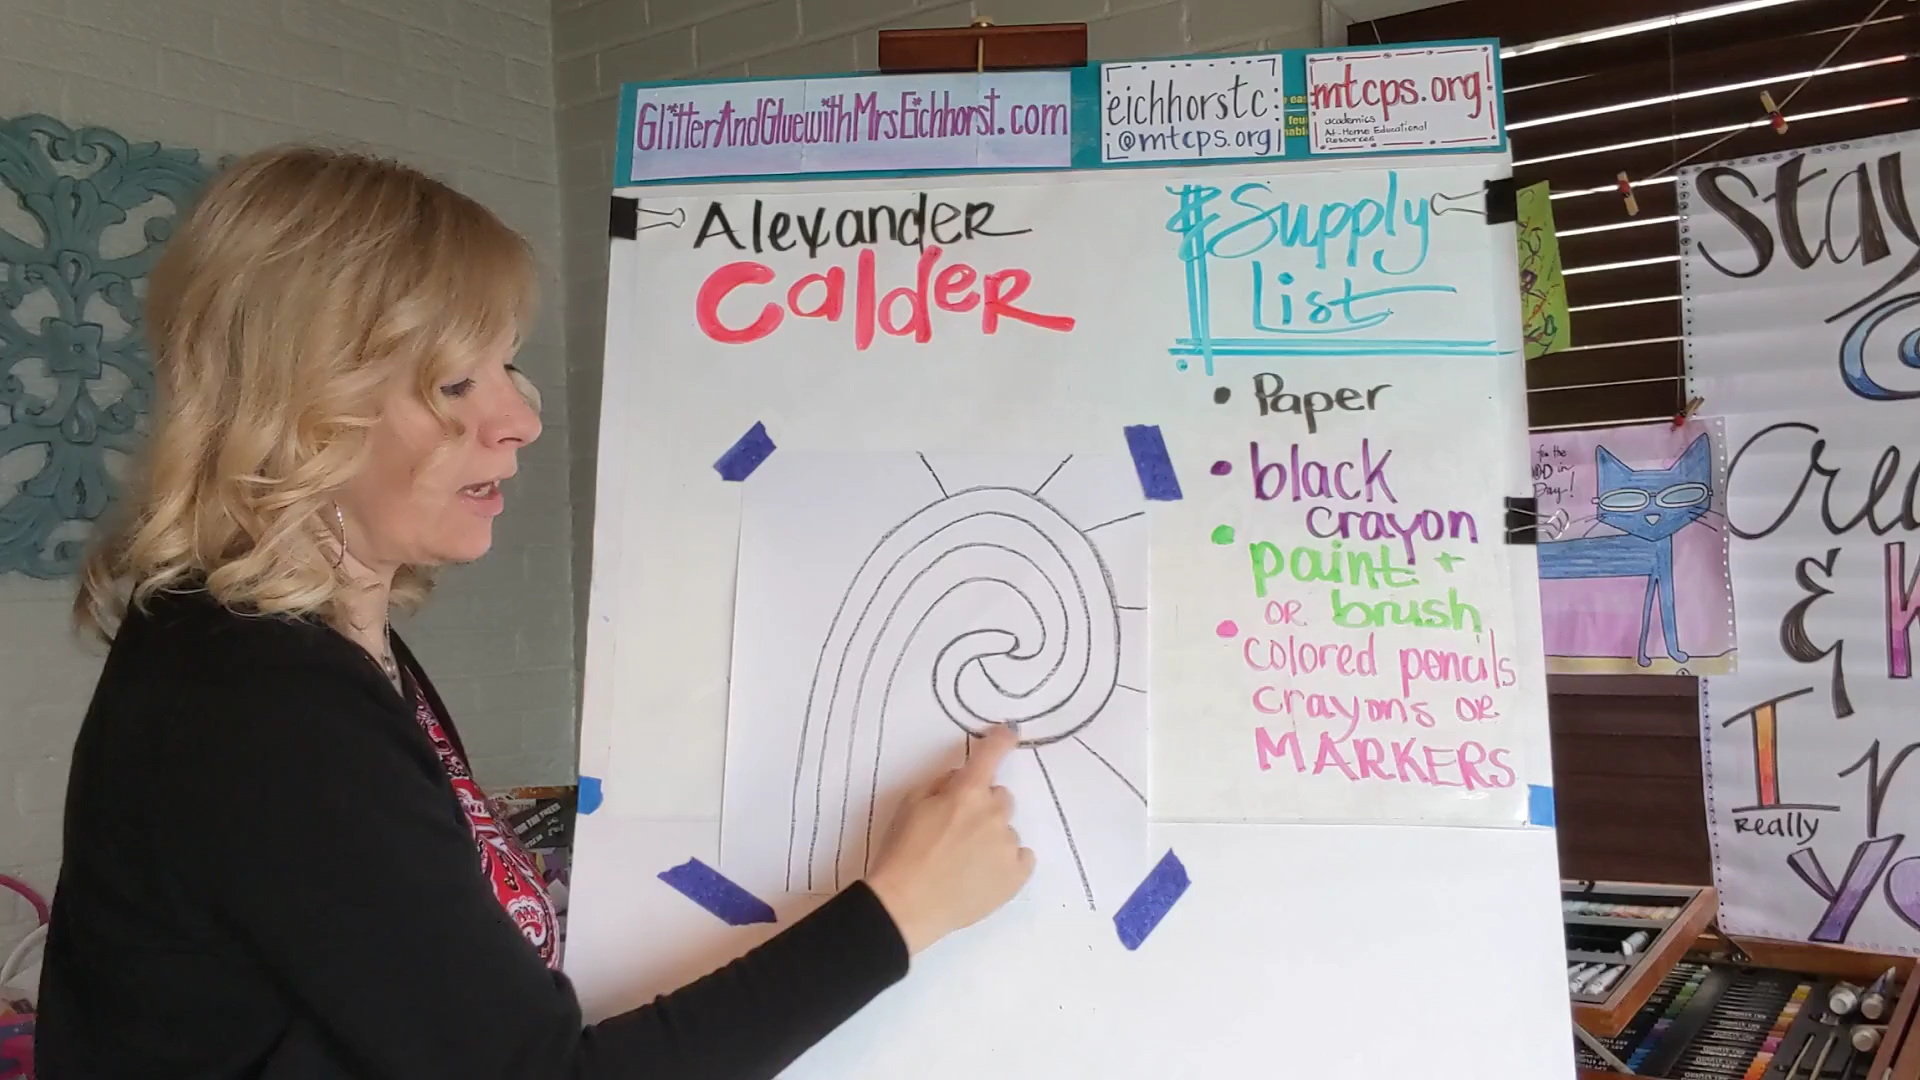 GlitterAndGluewithMrsEichhorst.com
eichhorstc
@mtcps.org
mtcps.org
academics
At-Home Educational
Resources
Alexander
Calder
Supply
List
• Paper
• black
crayon
• paint +
or brush
• colored pencils
crayons or
MARKERS
Stay
&
I
Really